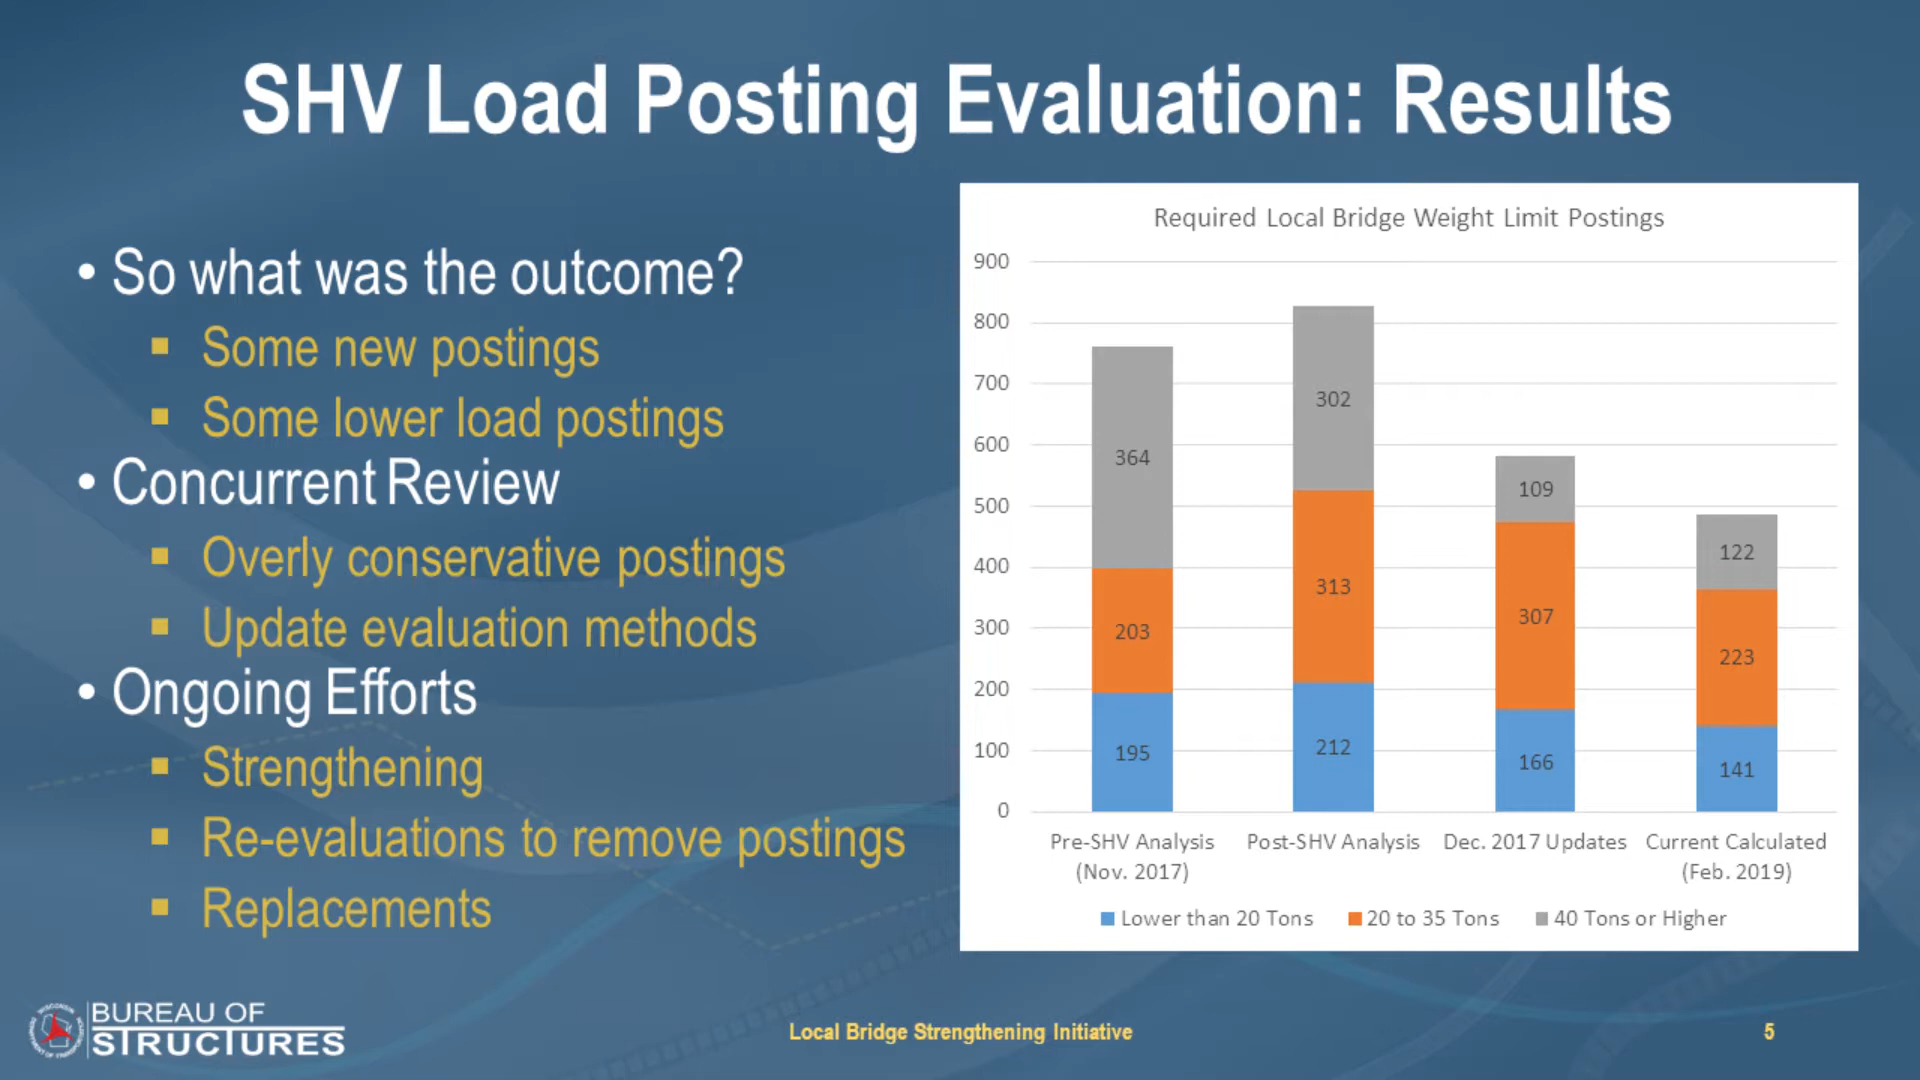 SHV Load Posting Evaluation: Results
• So what was the outcome?
▪ Some new postings
▪ Some lower load postings
• Concurrent Review
▪ Overly conservative postings
▪ Update evaluation methods
• Ongoing Efforts
▪ Strengthening
▪ Re-evaluations to remove postings
▪ Replacements
Required Local Bridge Weight Limit Postings
900
800
700
600
500
400
300
200
100
0
364
203
195
302
313
212
109
307
166
122
223
141
Pre-SHV Analysis
(Nov. 2017)
Post-SHV Analysis
Dec. 2017 Updates
Current Calculated
(Feb. 2019)
Lower than 20 Tons
20 to 35 Tons
40 Tons or Higher
BUREAU OF
STRUCTURES
Local Bridge Strengthening Initiative
5